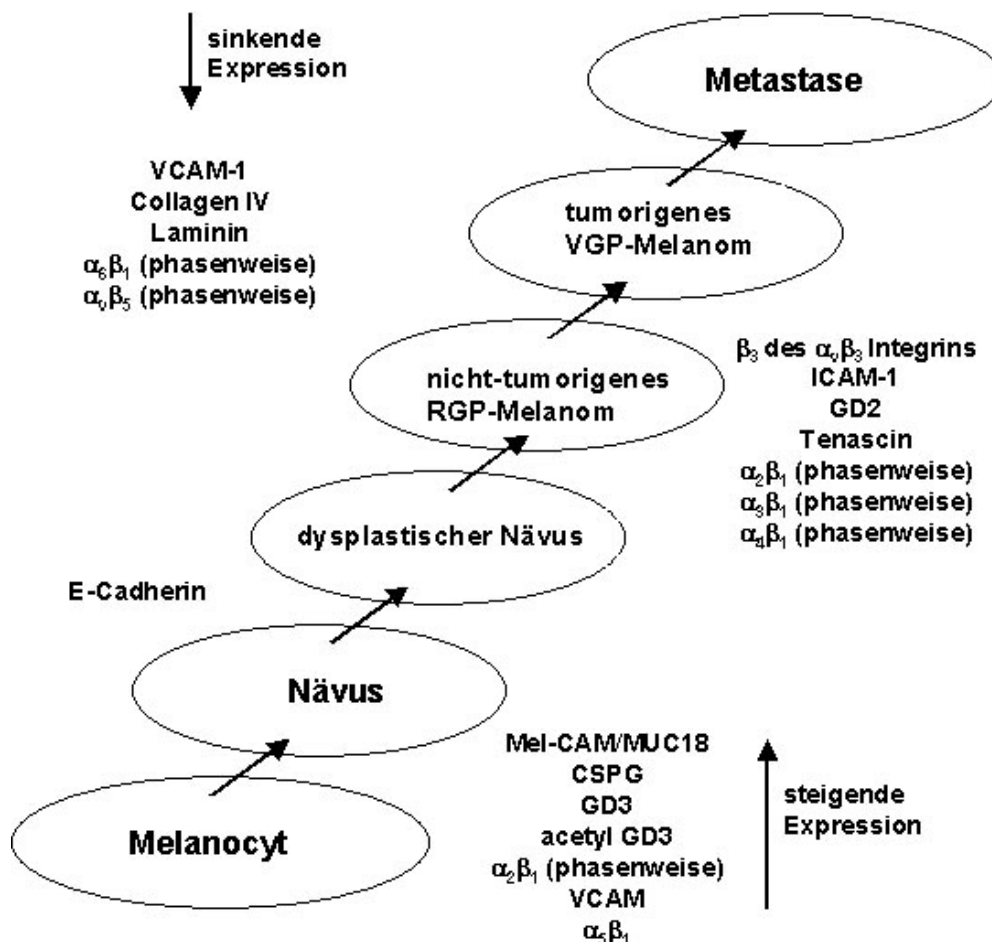 sinkende
Expression
Metastase
VCAM-1
Collagen IV
Laminin
α₆β₁ (phasenweise)
αᵥβ₅ (phasenweise)
tumorigenes
VGP-Melanom
β₃ des αᵥβ₃ Integrins
ICAM-1
GD2
Tenascin
α₂β₁ (phasenweise)
α₃β₁ (phasenweise)
α₄β₁ (phasenweise)
nicht-tumorigenes
RGP-Melanom
dysplastischer Nävus
E-Cadherin
Nävus
Mel-CAM/MUC18
CSPG
GD3
acetyl GD3
α₂β₁ (phasenweise)
VCAM
α₅β₁
steigende
Expression
Melanocyt